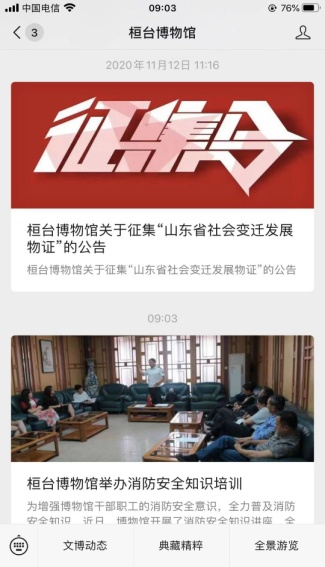 中国电信
09:03
76%
3
桓台博物馆
2020年11月12日 11:16
征集令
桓台博物馆关于征集“山东省社会变迁发展
物证”的公告
桓台博物馆关于征集“山东省社会变迁发展物证”的公告
09:03
桓台博物馆举办消防安全知识培训
为增强博物馆干部职工的消防安全意识，全力普及消防
安全知识，近日，博物馆开展了消防安全知识讲座，全
文博动态
典藏精粹
全景游览